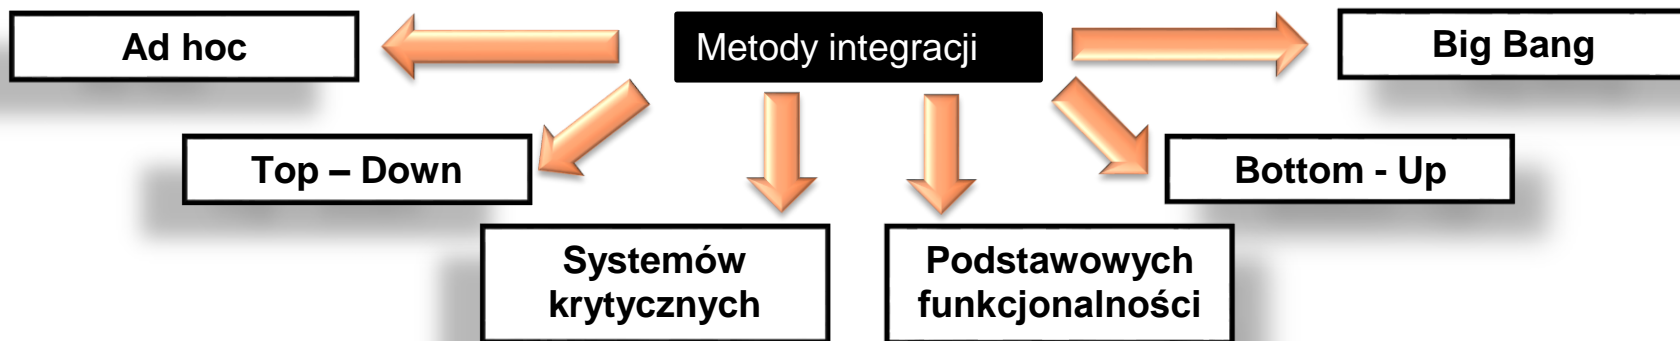 Ad hoc
Metody integracji
Big Bang
Top – Down
Bottom - Up
Systemów
krytycznych
Podstawowych
funkcjonalności